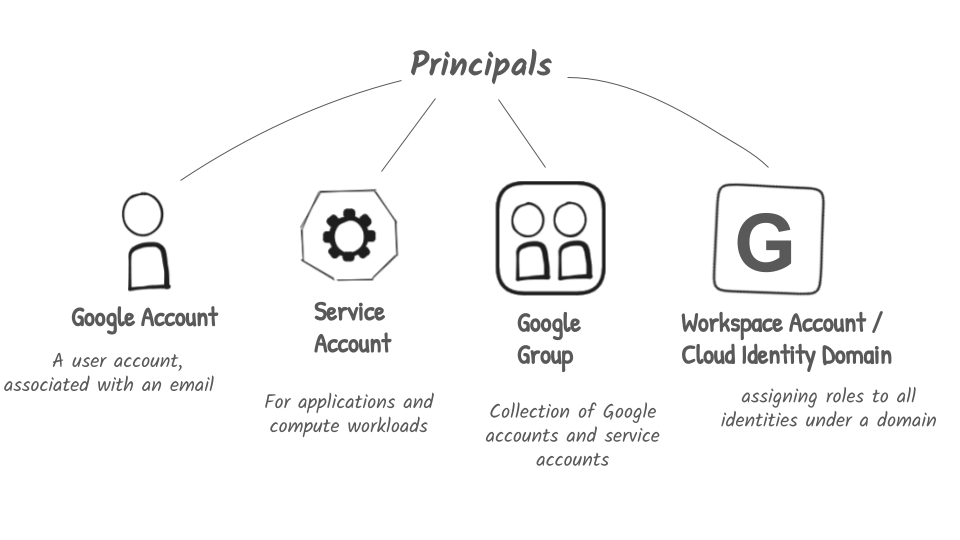 Principals
G
Google Account
A user account,
associated with an email
Service
Account
For applications and
compute workloads
Google
Group
Collection of Google
accounts and service
accounts
Workspace Account /
Cloud Identity Domain
assigning roles to all
identities under a domain